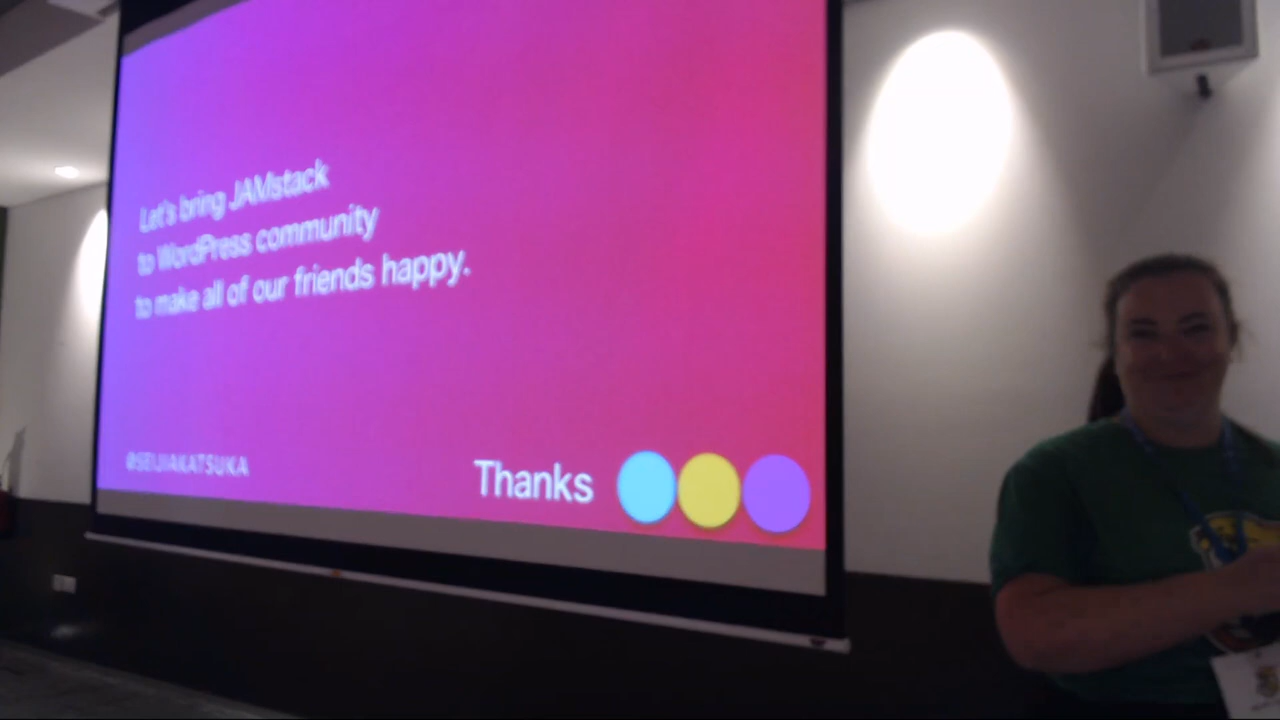 Let's bring JAMstack
to WordPress community
to make all of our friends happy.
@SEIJIAKATSUKA
Thanks